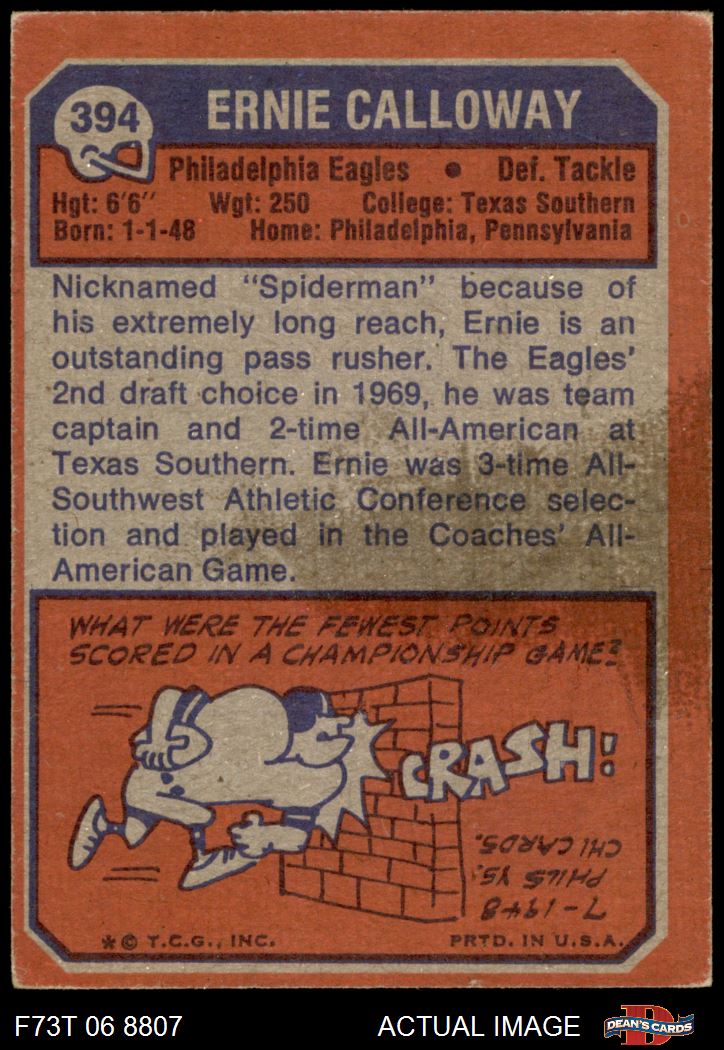 394
ERNIE CALLOWAY
Philadelphia Eagles • Def. Tackle
Hgt: 6'6" Wgt: 250 College: Texas Southern
Born: 1-1-48 Home: Philadelphia, Pennsylvania
Nicknamed "Spiderman" because of
his extremely long reach, Ernie is an
outstanding pass rusher. The Eagles'
2nd draft choice in 1969, he was team
captain and 2-time All-American at
Texas Southern. Ernie was 3-time All-
Southwest Athletic Conference selec-
tion and played in the Coaches' All-
American Game.
WHAT WERE THE FEWEST POINTS
SCORED IN A CHAMPIONSHIP GAME?
CRASH!
7-1948
PHILS VS.
CHI CARDS.
* © T.C.G., INC. PRTD. IN U.S.A.
F73T 06 8807 ACTUAL IMAGE
D
DEAN'S CARDS